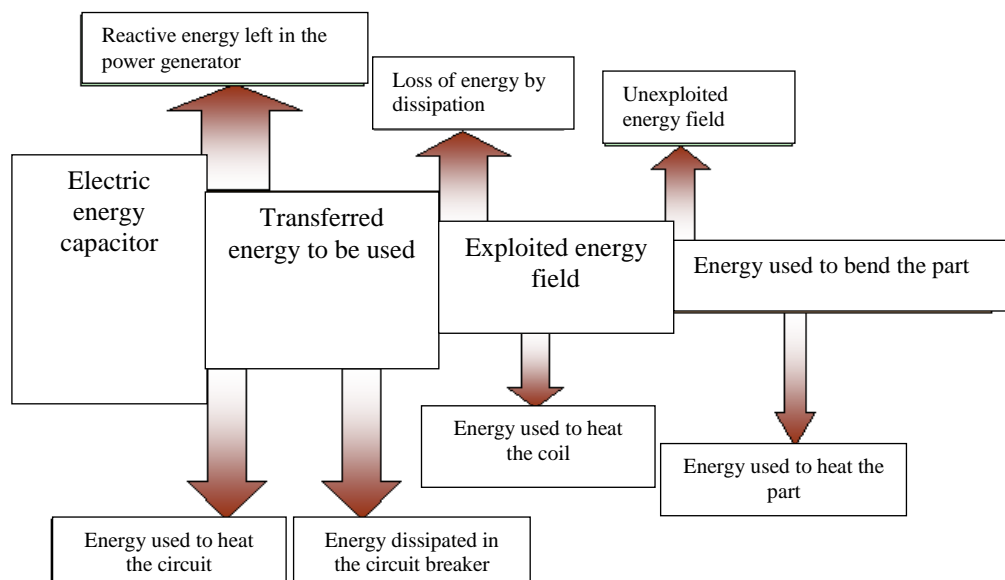 Reactive energy left in the
power generator
Loss of energy by
dissipation
Unexploited
energy field
Electric
energy
capacitor
Transferred
energy to be used
Exploited energy
field
Energy used to bend the part
Energy used to heat
the coil
Energy used to heat the
part
Energy used to heat
the circuit
Energy dissipated in
the circuit breaker